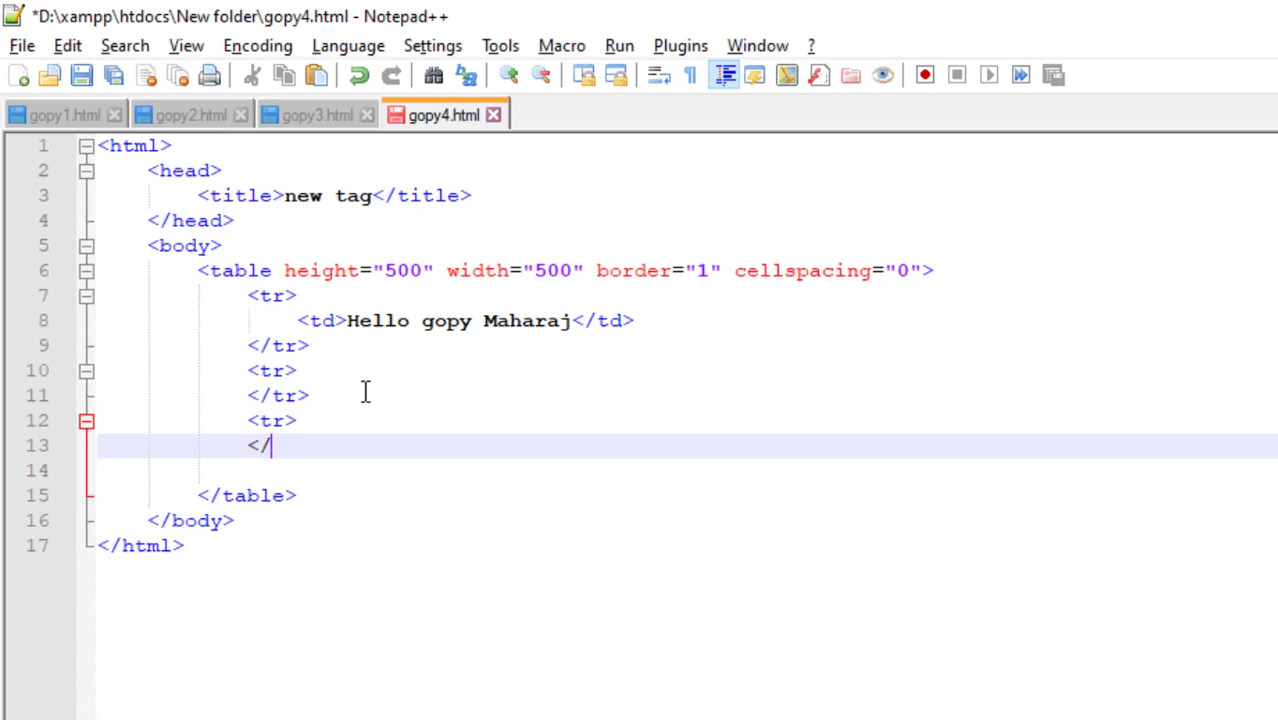 *D:\xampp\htdocs\New folder\gopy4.html - Notepad++
File Edit Search View Encoding Language Settings Tools Macro Run Plugins Window ?
gopy1.html gopy2.html gopy3.html gopy4.html
1 <html>
2 <head>
3 <title>new tag</title>
4 </head>
5 <body>
6 <table height="500" width="500" border="1" cellspacing="0">
7 <tr>
8 <td>Hello gopy Maharaj</td>
9 </tr>
10 <tr>
11 </tr>
12 <tr>
13 </
14
15 </table>
16 </body>
17 </html>